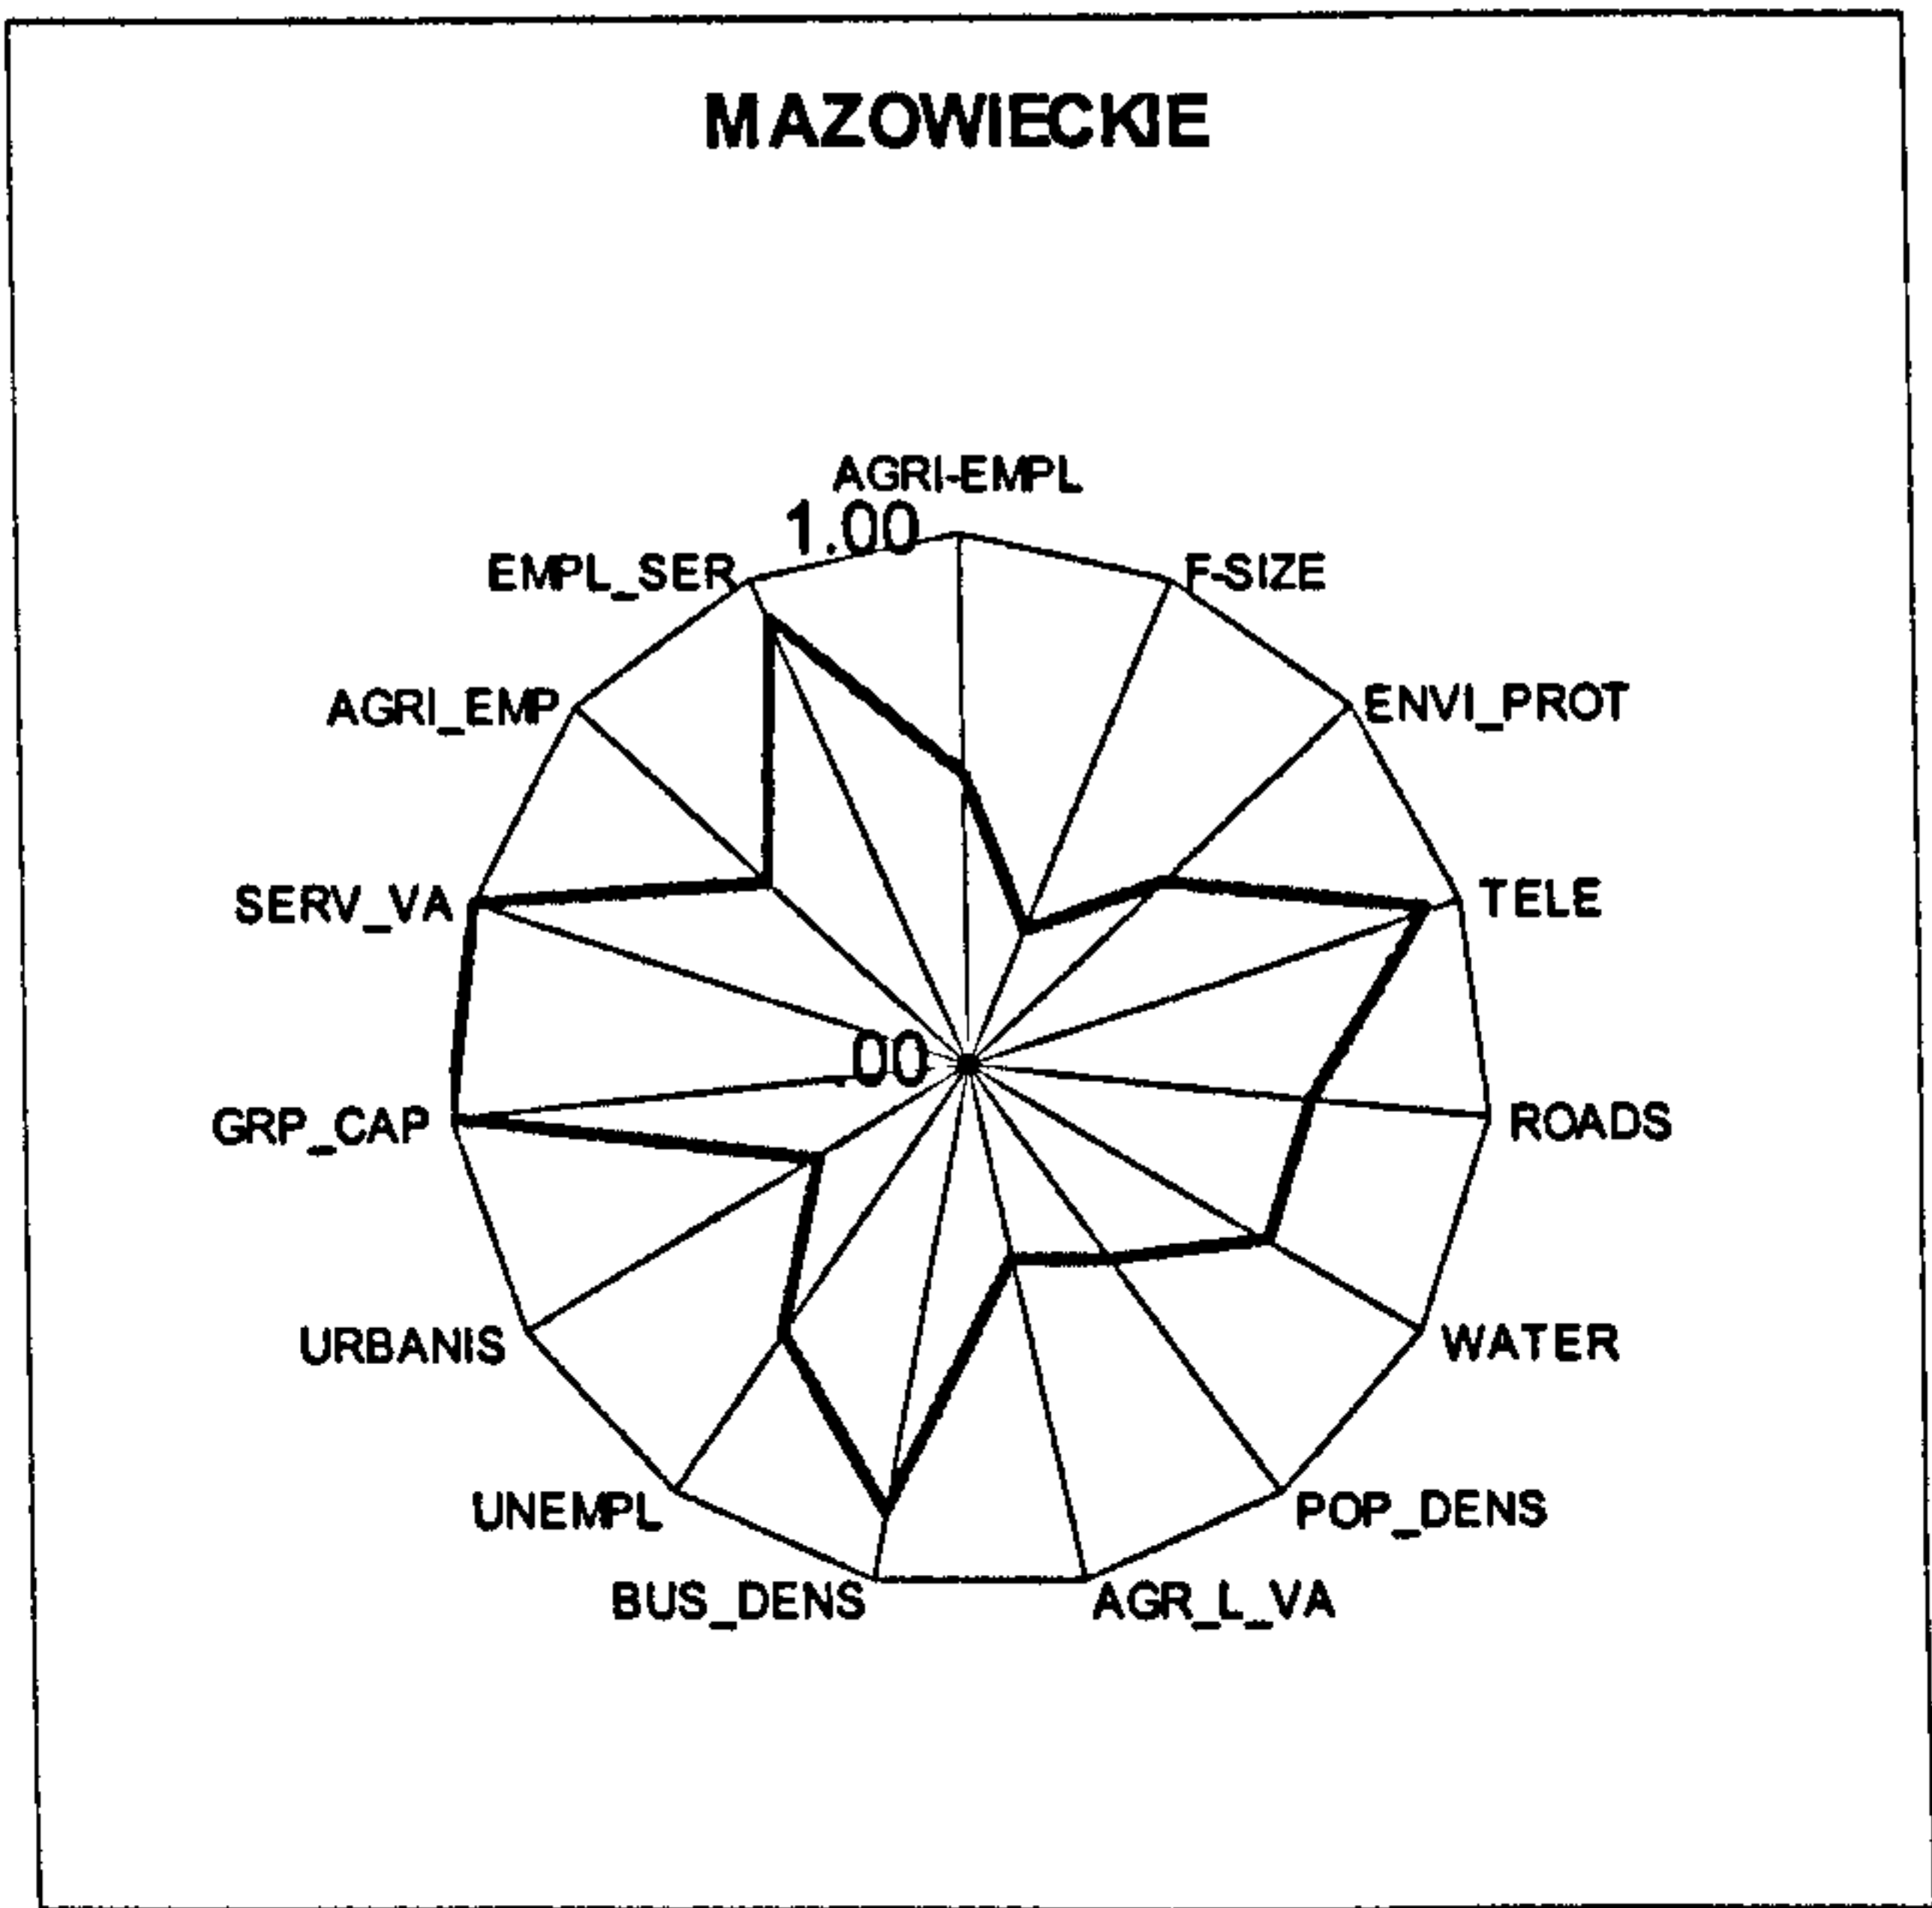 MAZOWIECKIE
AGRI-EMPL
1.00
EMPL_SER
F-SIZE
AGRI_EMP
ENVI_PROT
SERV_VA
TELE
.00
GRP_CAP
ROADS
URBANIS
WATER
UNEMPL
POP_DENS
BUS_DENS
AGR_L_VA